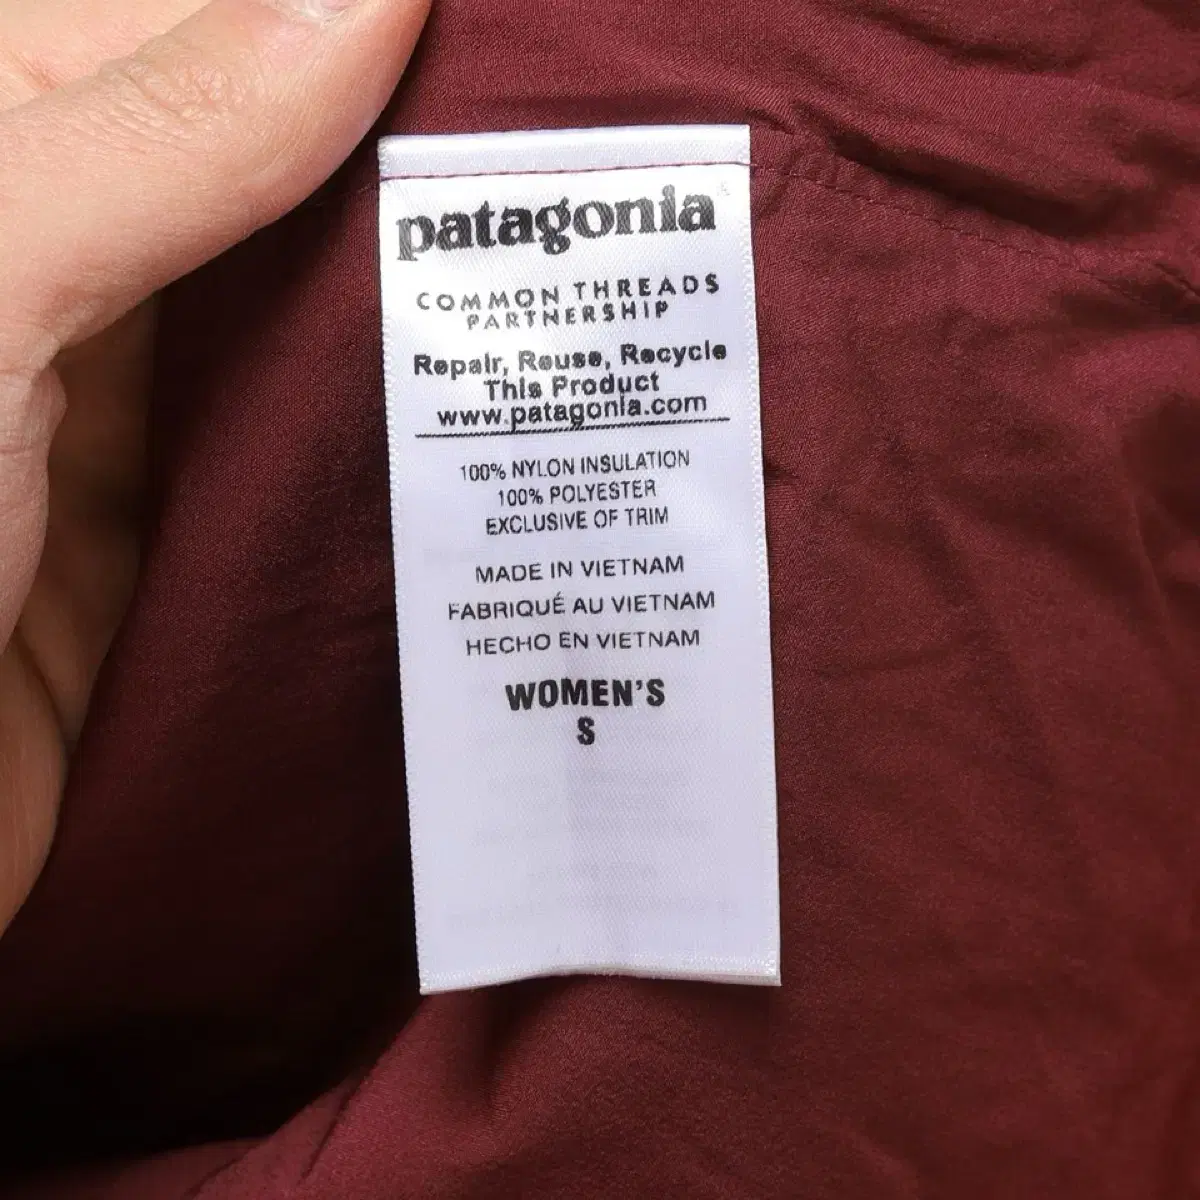 patagonia®
COMMON THREADS
PARTNERSHIP
Repair, Reuse, Recycle
This Product
www.patagonia.com
100% NYLON INSULATION
100% POLYESTER
EXCLUSIVE OF TRIM
MADE IN VIETNAM
FABRIQUÉ AU VIETNAM
HECHO EN VIETNAM
WOMEN'S
S